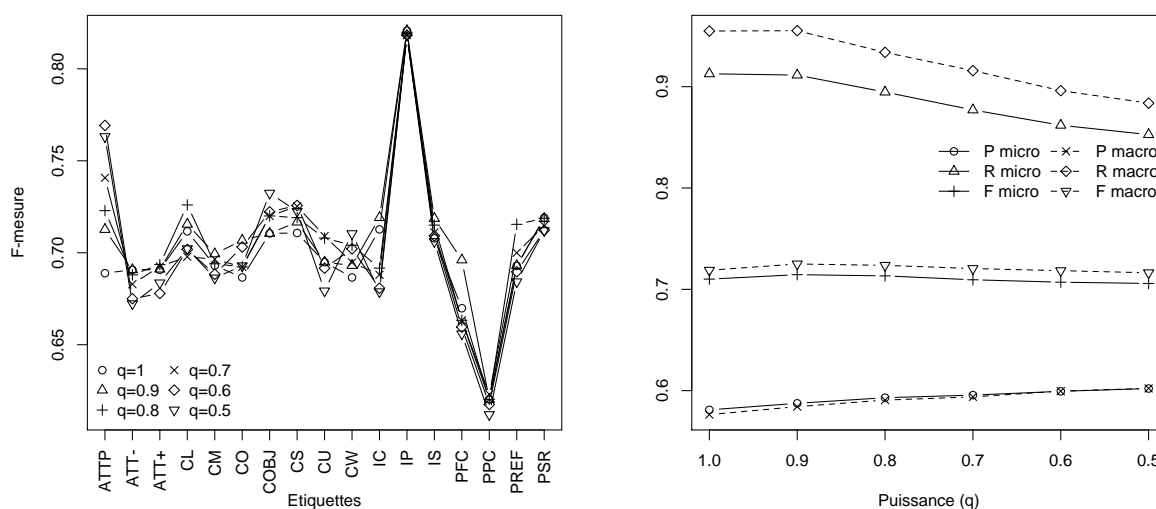 0.80
0.75
0.70
0.65
F-mesure
q=1
q=0.9
q=0.8
q=0.7
q=0.6
q=0.5
ATTP
ATT-
ATT+
CL
CM
CO
COBJ
CS
CU
CW
IC
IP
IS
PFC
PPC
PREF
PSR
Etiquettes
0.9
0.8
0.7
0.6
P micro
R micro
F micro
P macro
R macro
F macro
1.0
0.9
0.8
0.7
0.6
0.5
Puissance (q)